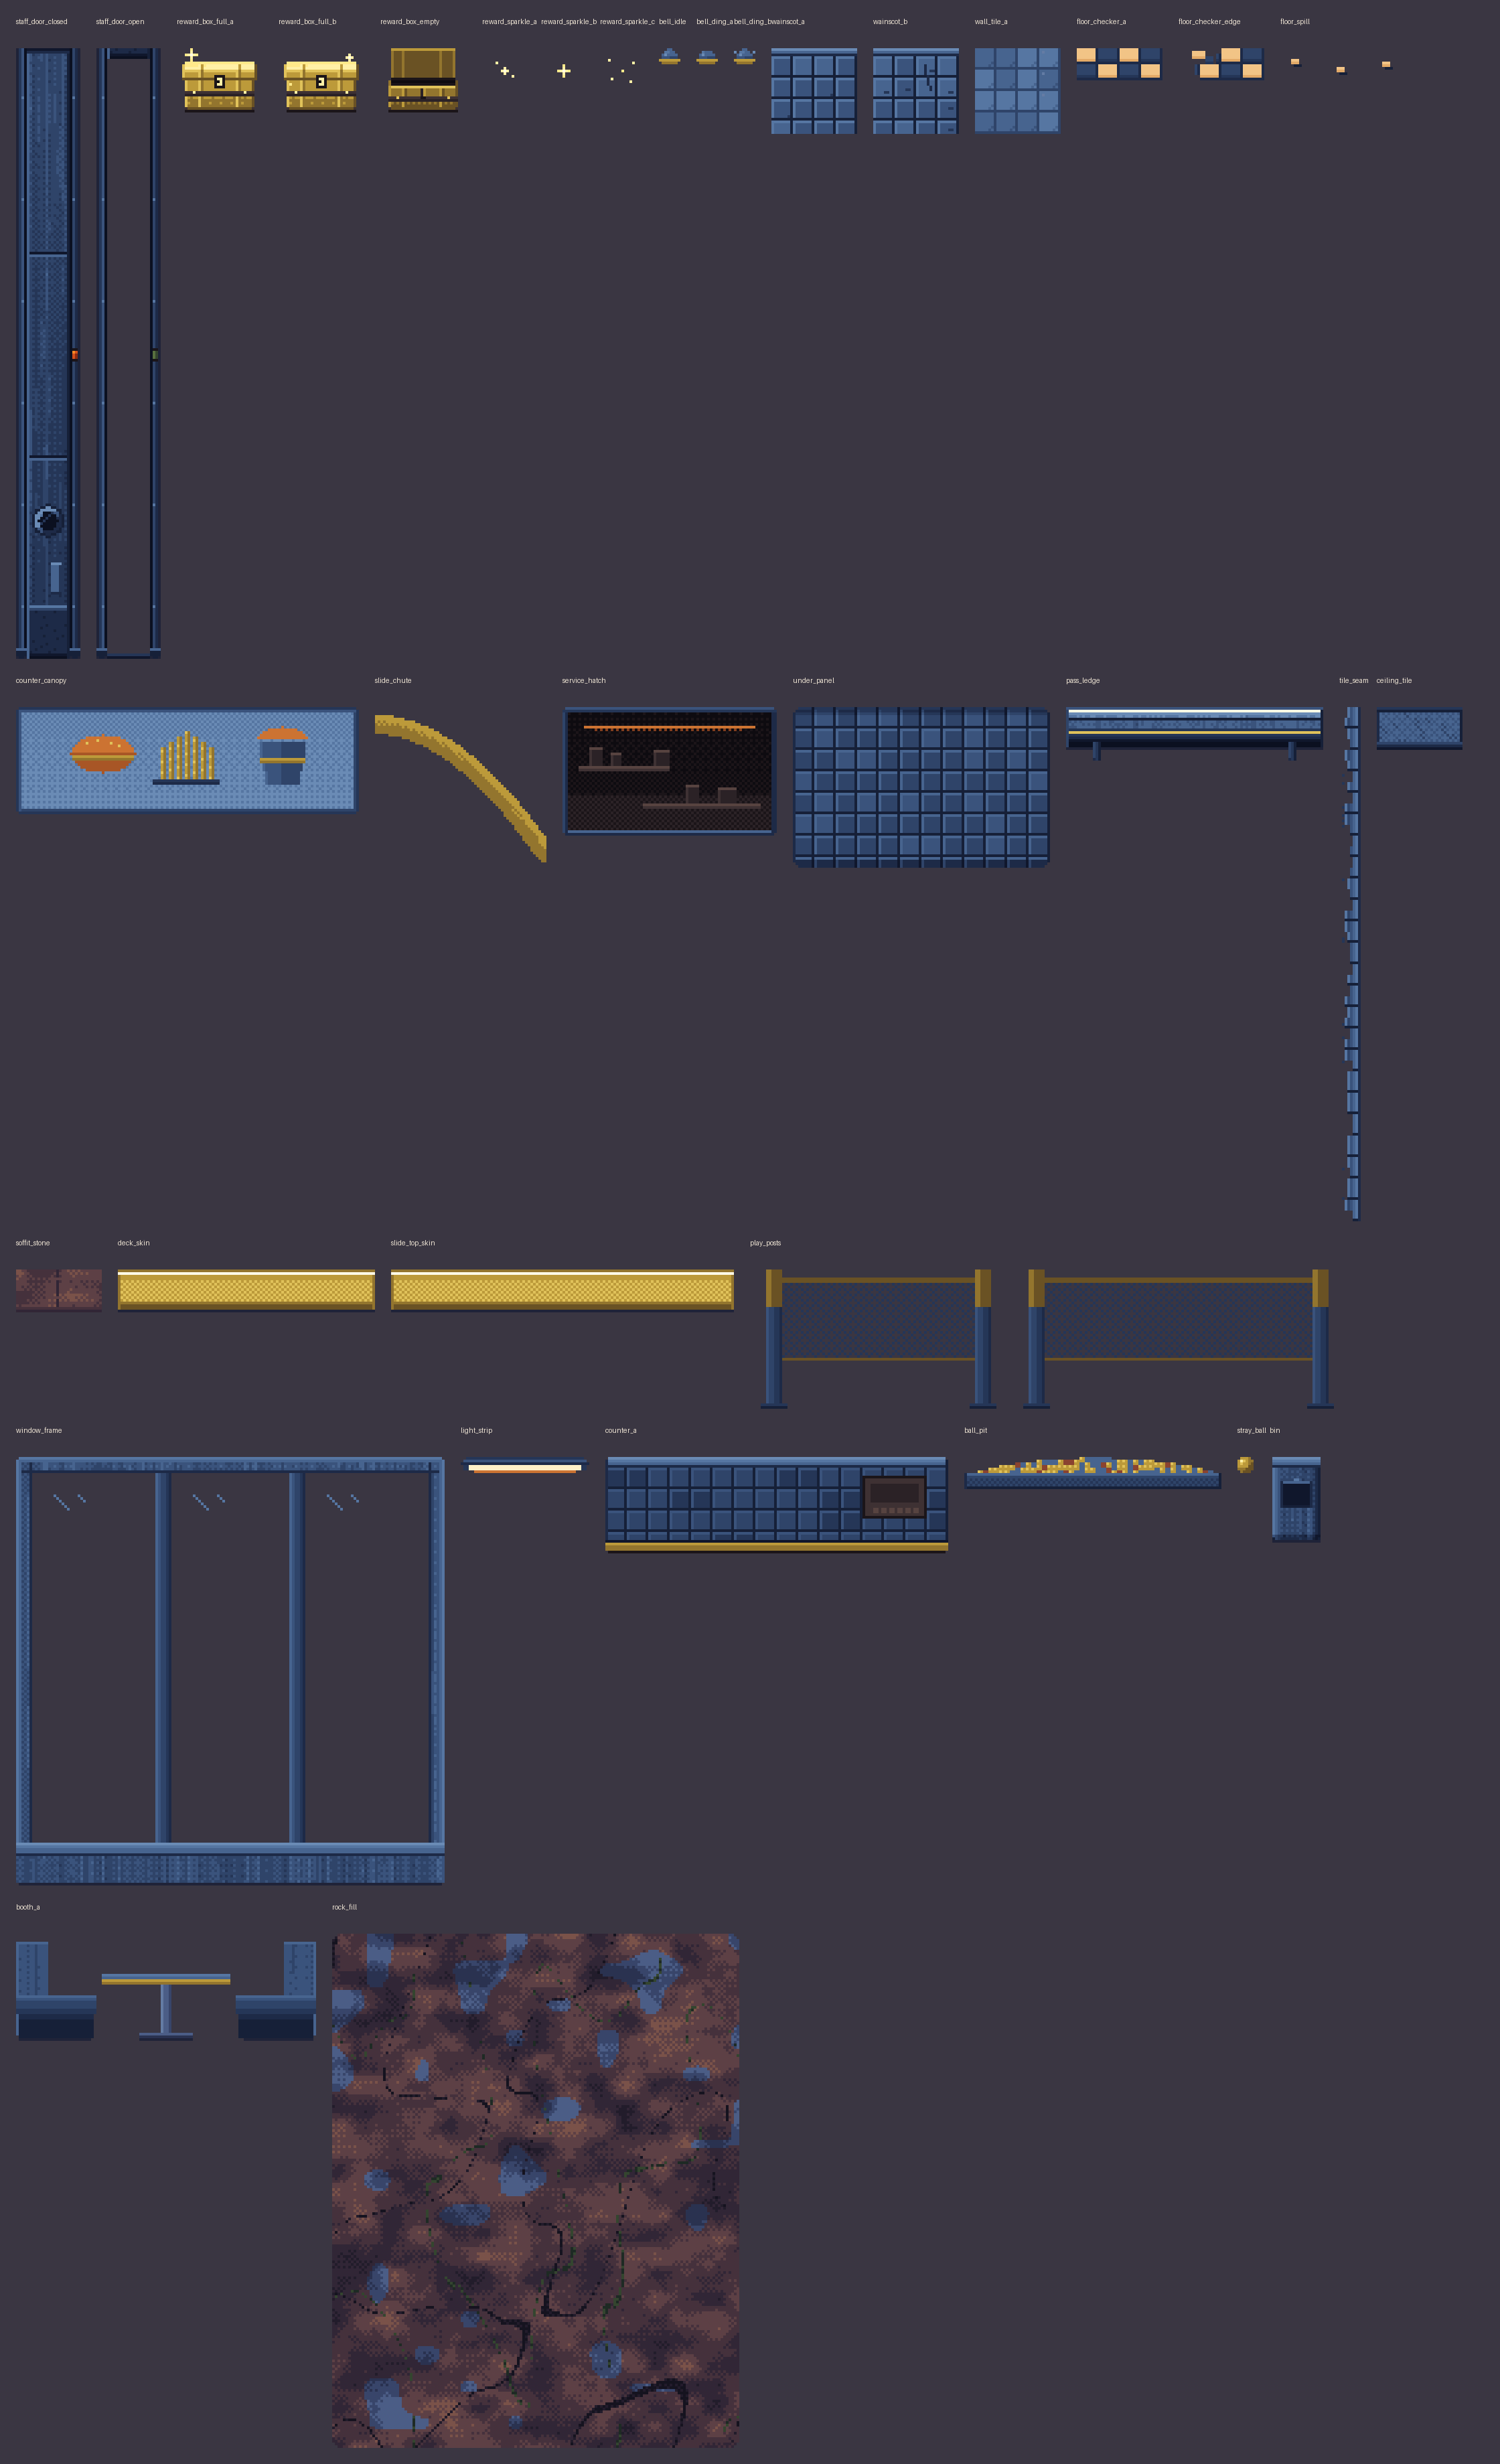 staff_door_closed staff_door_open reward_box_full_a reward_box_full_b reward_box_empty reward_sparkle_a reward_sparkle_b reward_sparkle_c bell_idle bell_ding_a bell_ding_b wainscot_a wainscot_b wall_tile_a floor_checker_a floor_checker_edge floor_spill
counter_canopy slide_chute service_hatch under_panel pass_ledge tile_seam ceiling_tile
soffit_stone deck_skin slide_top_skin play_posts
window_frame light_strip counter_a ball_pit stray_ball bin
booth_a rock_fill